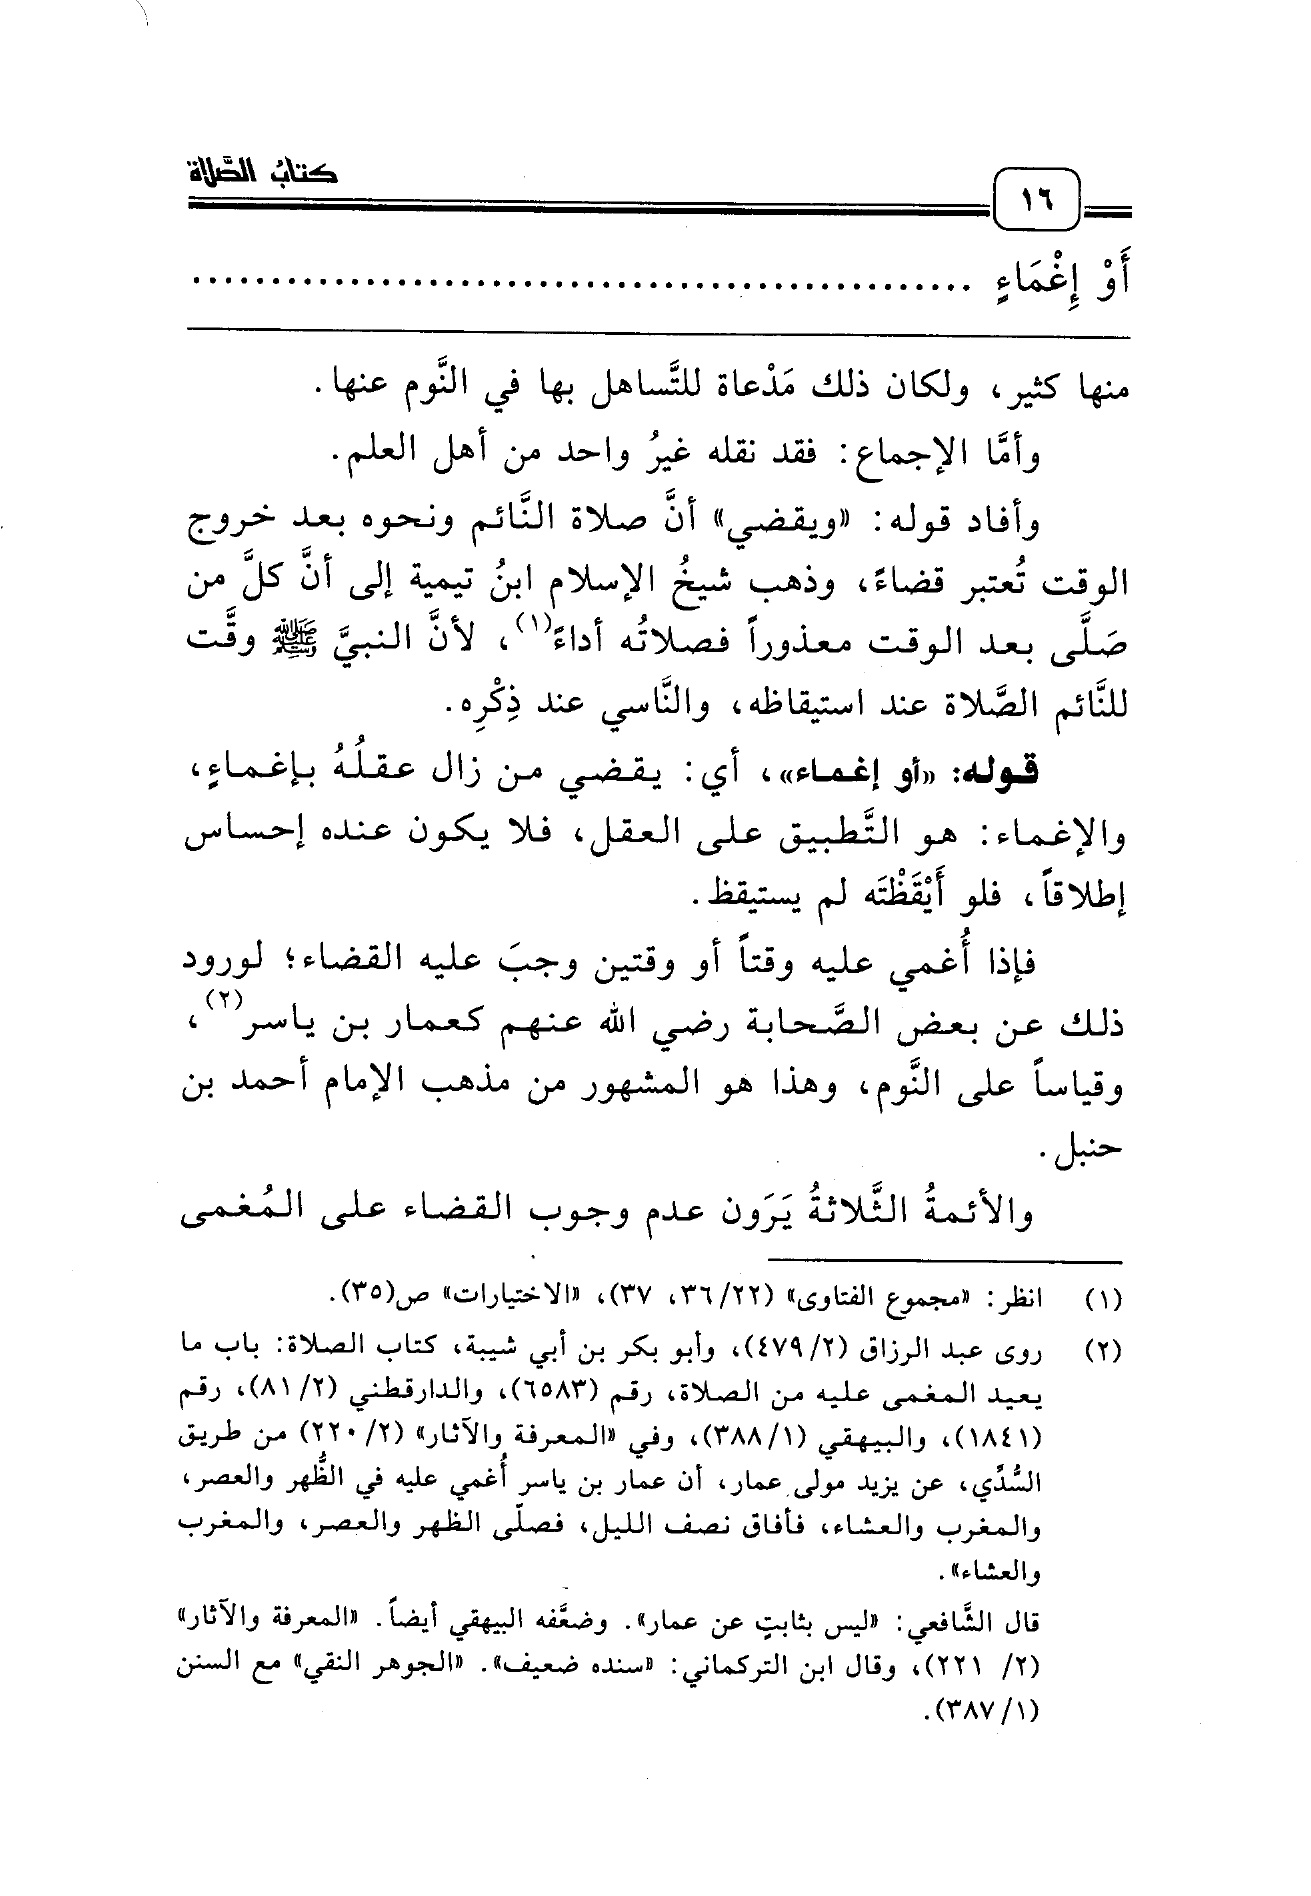 كتابُ الصَّلاة
١٦
أَوْ إِغْمَاءٍ ..................................................
منها كثير، ولكان ذلك مَدْعاة للتَّساهل بها في النَّوم عنها.
وأمَّا الإجماع: فقد نقله غيرُ واحد من أهل العلم.
وأفاد قوله: «ويقضي» أنَّ صلاة النَّائم ونحوه بعد خروج
الوقت تُعتبر قضاءً، وذهب شيخُ الإسلام ابنُ تيمية إلى أنَّ كلَّ من
صَلَّى بعد الوقت معذوراً فصلاتُه أداءً(١)، لأنَّ النبيَّ ﷺ وقَّت
للنَّائم الصَّلاة عند استيقاظه، والنَّاسي عند ذِكْرِه.
قوله: «أو إغماء»، أي: يقضي من زال عقلُهُ بإغماءٍ،
والإغماء: هو التَّطبيق على العقل، فلا يكون عنده إحساس
إطلاقاً، فلو أَيْقَظْتَه لم يستيقظ.
فإذا أُغمي عليه وقتاً أو وقتين وجبَ عليه القضاء؛ لورود
ذلك عن بعض الصَّحابة رضي الله عنهم كعمار بن ياسر(٢)،
وقياساً على النَّوم، وهذا هو المشهور من مذهب الإمام أحمد بن
حنبل.
والأئمةُ الثَّلاثةُ يَرَون عدم وجوب القضاء على المُغمى
(١) انظر: «مجموع الفتاوى» (٢٢/ ٣٦، ٣٧)، «الاختيارات» ص(٣٥).
(٢) روى عبد الرزاق (٢/ ٤٧٩)، وأبو بكر بن أبي شيبة، كتاب الصلاة: باب ما
يعيد المغمى عليه من الصلاة، رقم (٦٥٨٣)، والدارقطني (٢/ ٨١)، رقم
(١٨٤١)، والبيهقي (١/ ٣٨٨)، وفي «المعرفة والآثار» (٢/ ٢٢٠) من طريق
السُّدِّي، عن يزيد مولى عمار، أن عمار بن ياسر أُغمي عليه في الظُّهر والعصر،
والمغرب والعشاء، فأفاق نصف الليل، فصلَّى الظهر والعصر، والمغرب
والعشاء».
قال الشَّافعي: «ليس بثابتٍ عن عمار». وضعَّفه البيهقي أيضاً. «المعرفة والآثار»
(٢/ ٢٢١)، وقال ابن التركماني: «سنده ضعيف». «الجوهر النقي» مع السنن
(١/ ٣٨٧).